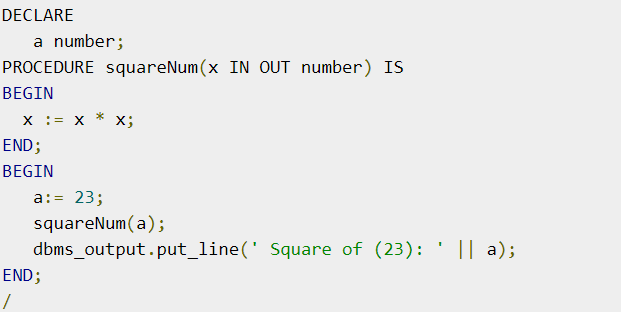 DECLARE
   a number;
PROCEDURE squareNum(x IN OUT number) IS
BEGIN
  x := x * x;
END;
BEGIN
   a:= 23;
   squareNum(a);
   dbms_output.put_line(' Square of (23): ' || a);
END;
/